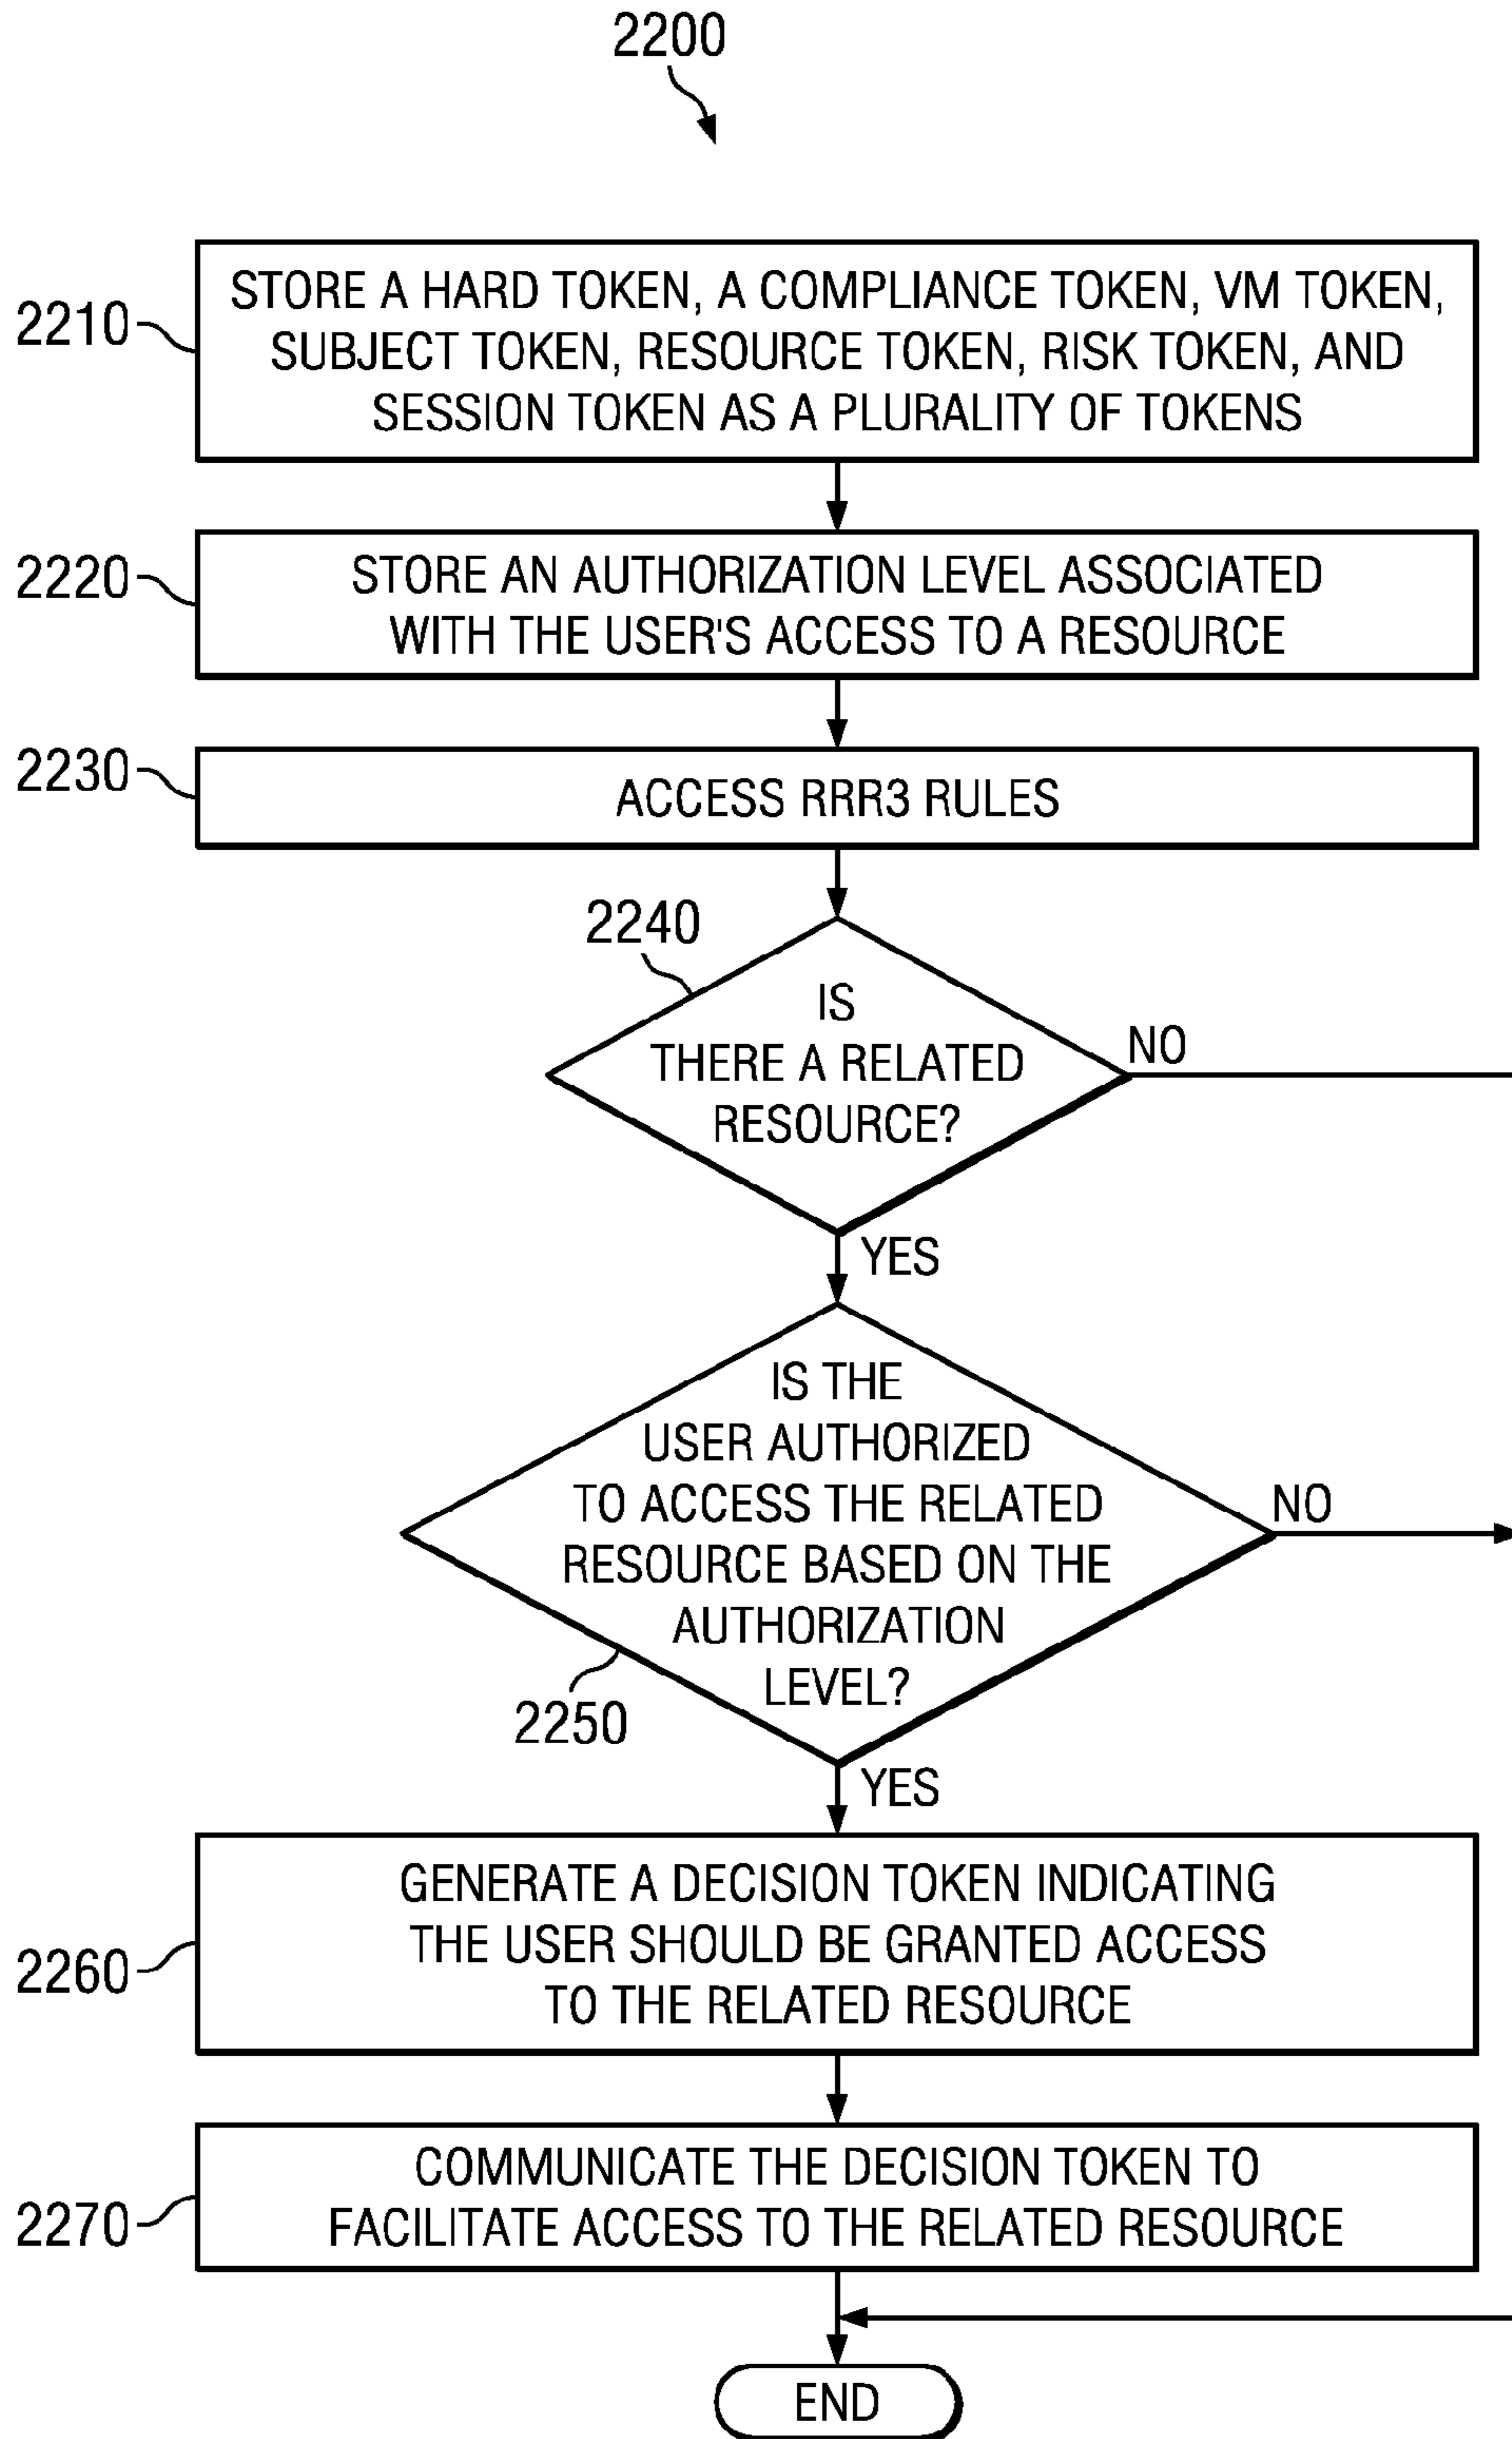 2200
2210
STORE A HARD TOKEN, A COMPLIANCE TOKEN, VM TOKEN,
SUBJECT TOKEN, RESOURCE TOKEN, RISK TOKEN, AND
SESSION TOKEN AS A PLURALITY OF TOKENS
2220
STORE AN AUTHORIZATION LEVEL ASSOCIATED
WITH THE USER'S ACCESS TO A RESOURCE
2230
ACCESS RRR3 RULES
2240
IS
THERE A RELATED
RESOURCE?
NO
YES
IS THE
USER AUTHORIZED
TO ACCESS THE RELATED
RESOURCE BASED ON THE
AUTHORIZATION
LEVEL?
NO
2250
YES
2260
GENERATE A DECISION TOKEN INDICATING
THE USER SHOULD BE GRANTED ACCESS
TO THE RELATED RESOURCE
2270
COMMUNICATE THE DECISION TOKEN TO
FACILITATE ACCESS TO THE RELATED RESOURCE
END